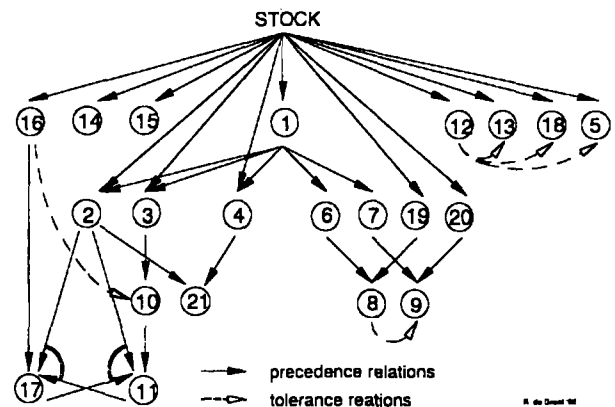 STOCK
16 14 15 1 12 13 18 5
2 3 4 6 7 19 20
10 21 8 9
17 11
precedence relations
tolerance reations